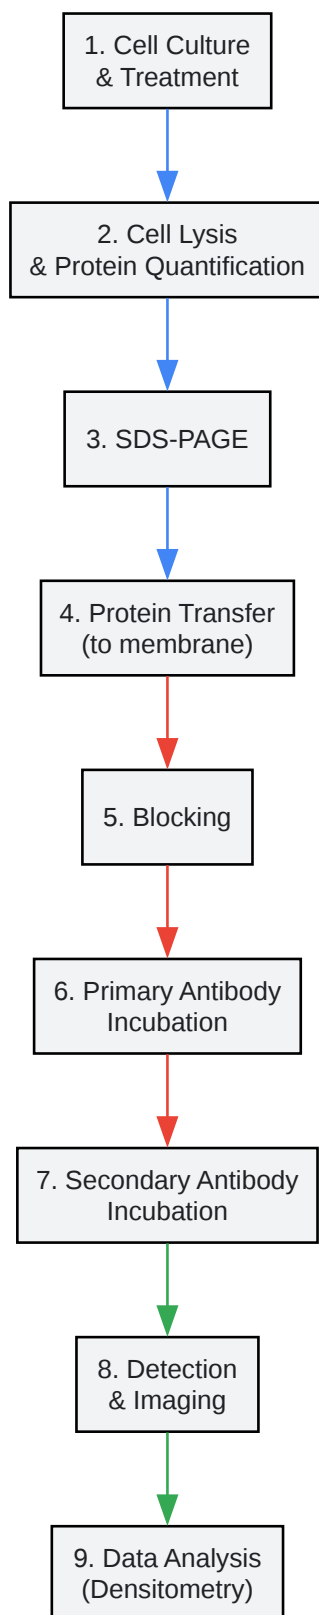 1. Cell Culture
& Treatment
2. Cell Lysis
& Protein Quantification
3. SDS-PAGE
4. Protein Transfer
(to membrane)
5. Blocking
6. Primary Antibody
Incubation
7. Secondary Antibody
Incubation
8. Detection
& Imaging
9. Data Analysis
(Densitometry)